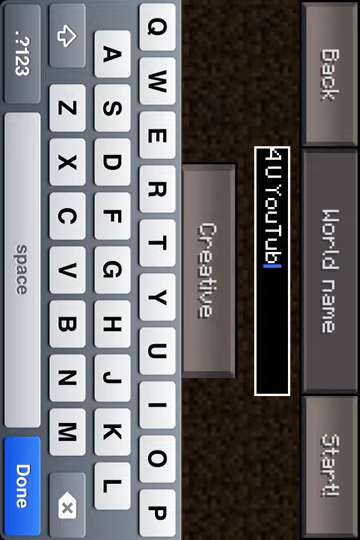 Back
World name
Start!
4U YouTub
Creative
Q W E R T Y U I O P
A S D F G H J K L
Z X C V B N M
.?123
space
Done